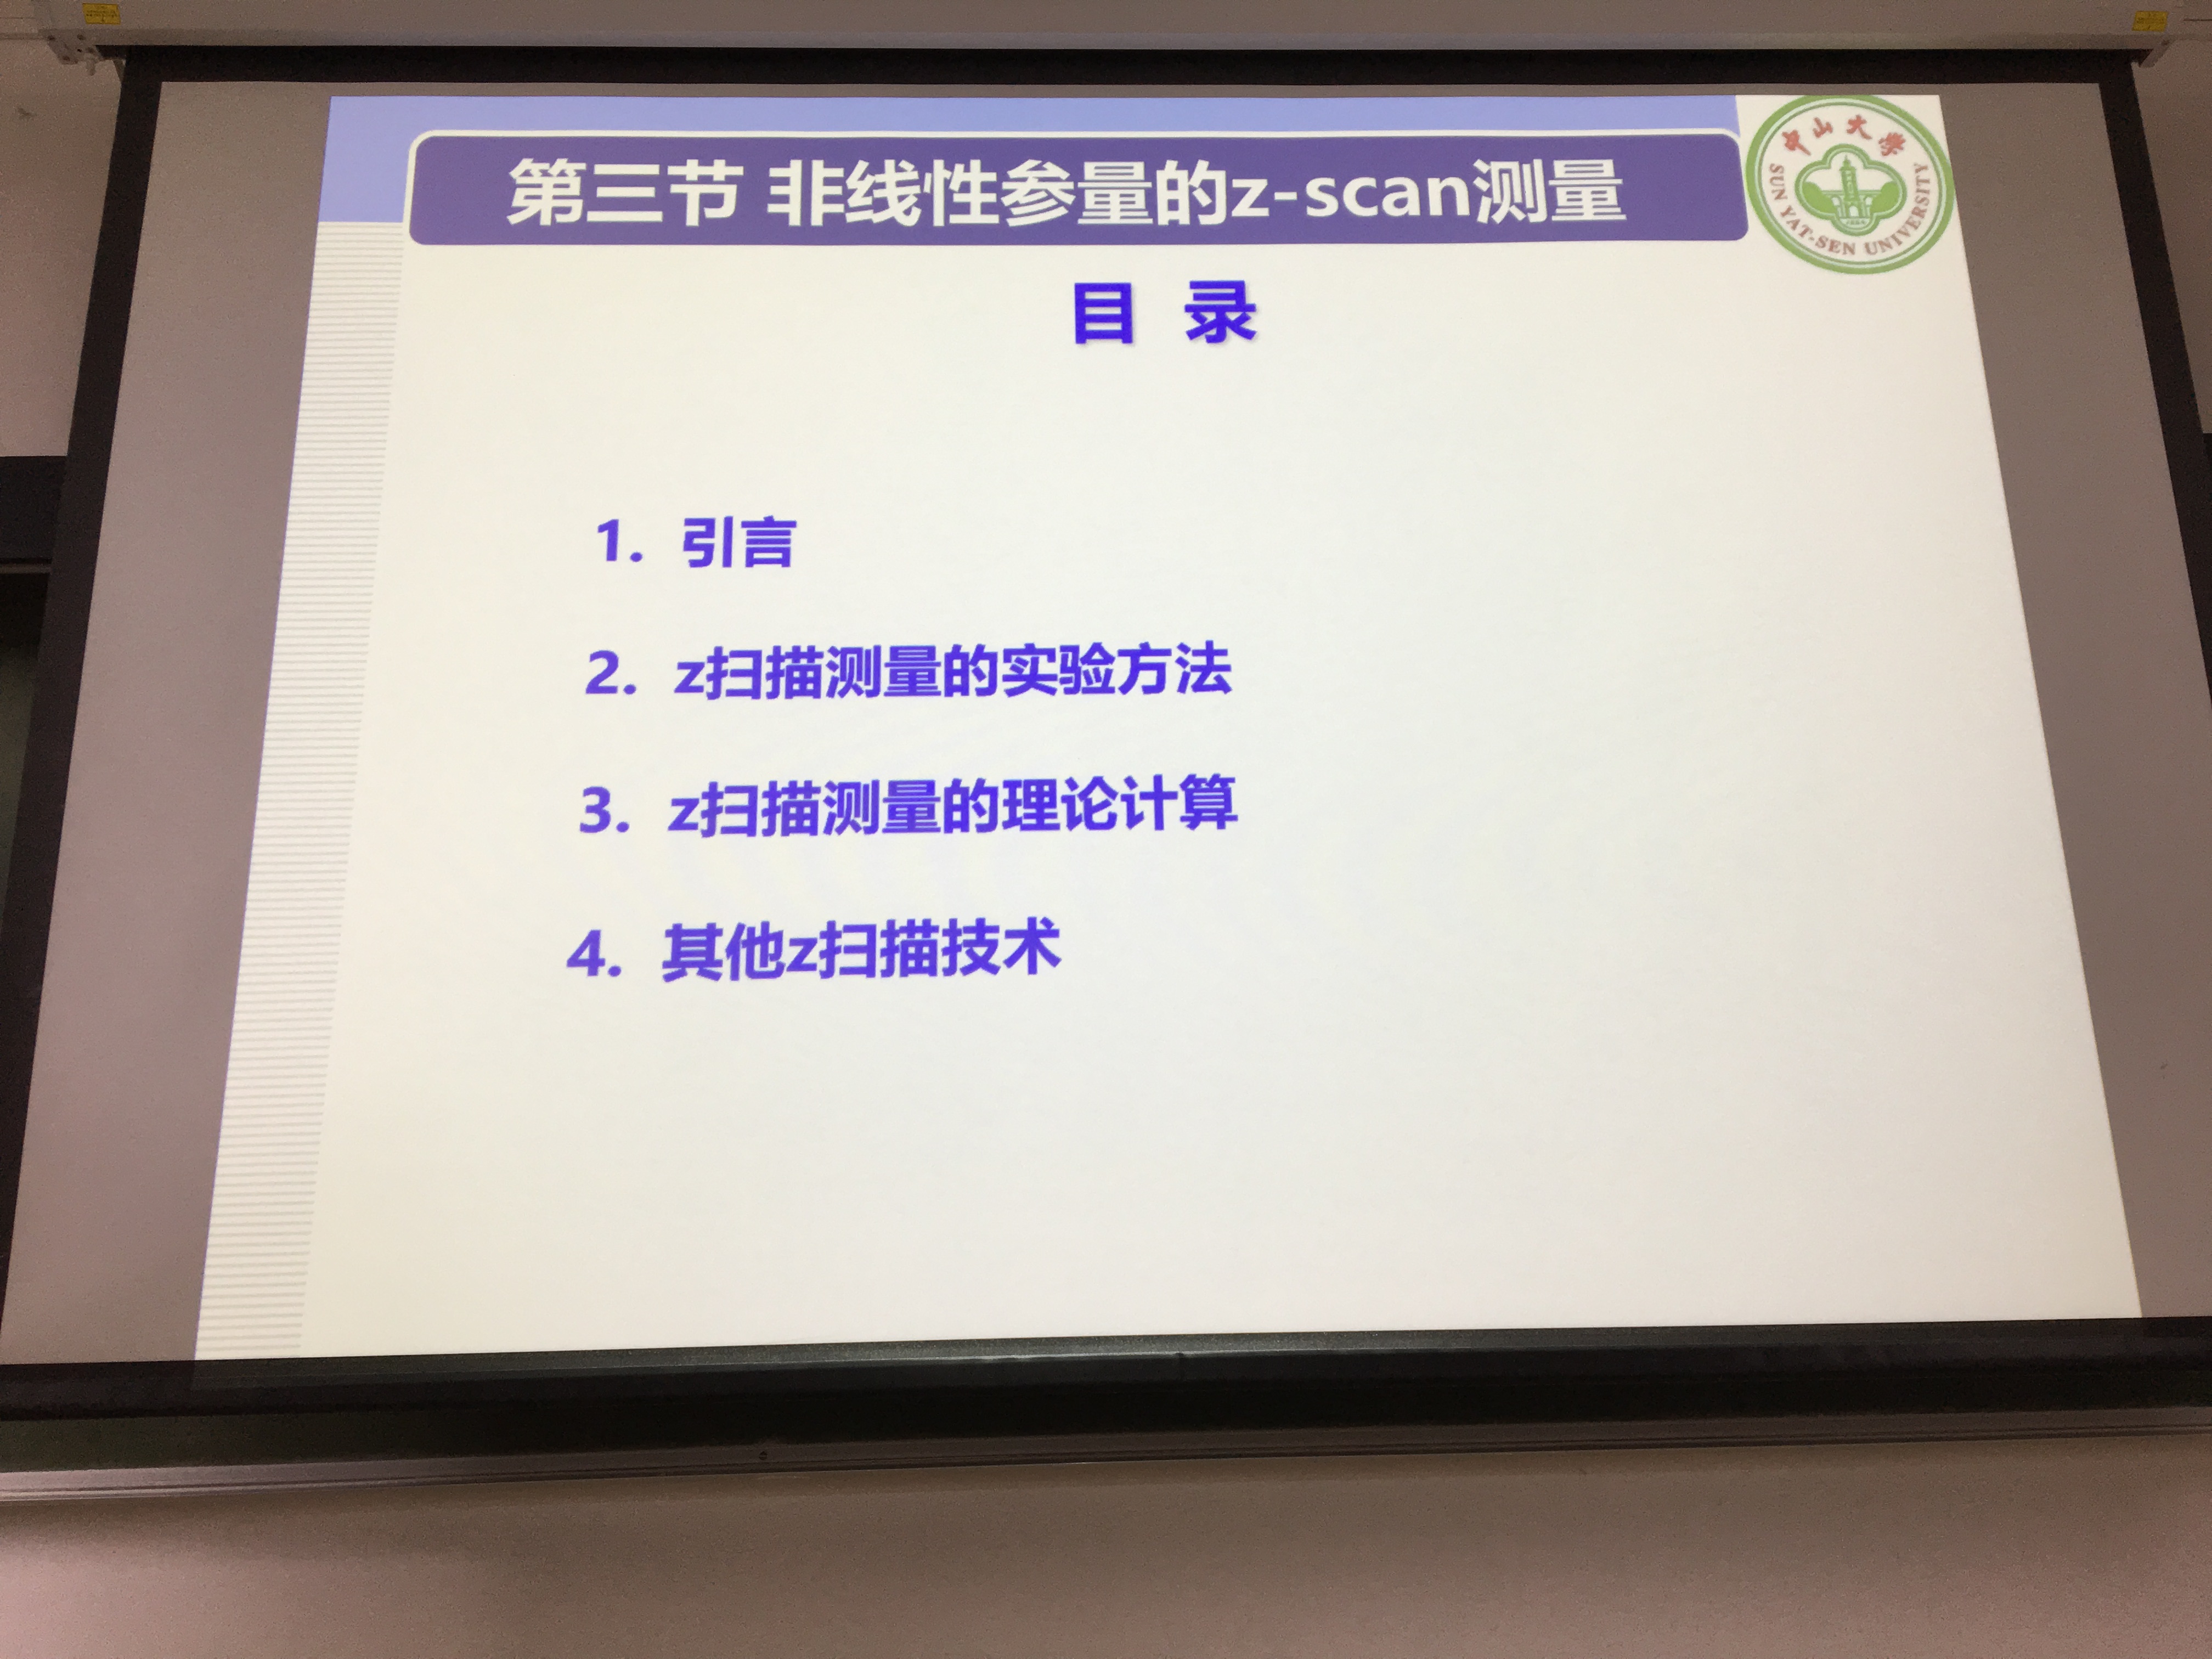 第三节 非线性参量的z-scan测量
中山大学
SUN YAT-SEN UNIVERSITY
目 录
1. 引言
2. z扫描测量的实验方法
3. z扫描测量的理论计算
4. 其他z扫描技术